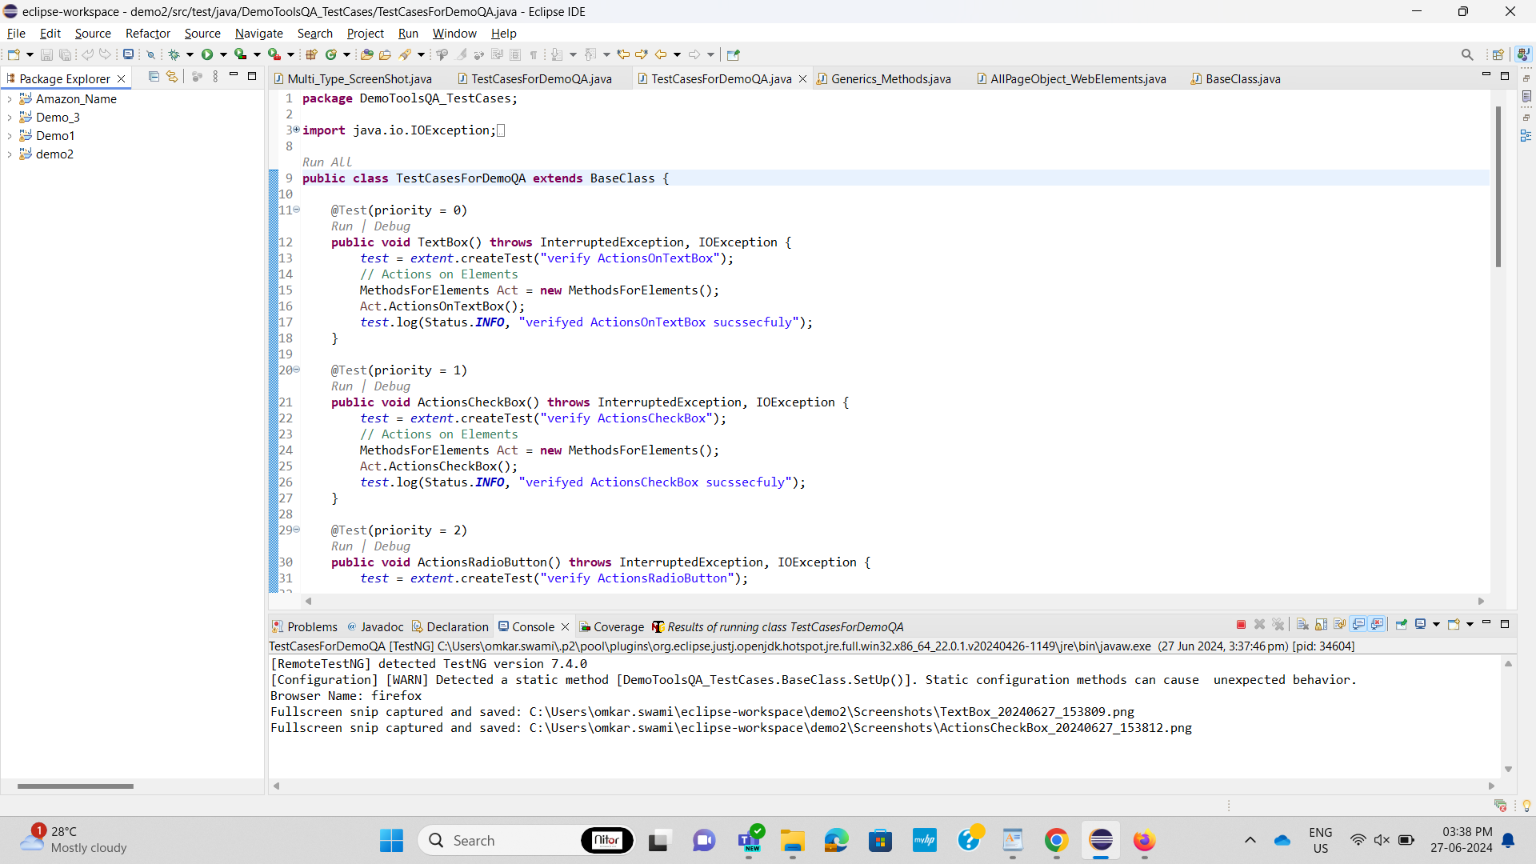 eclipse-workspace - demo2/src/test/java/DemoToolsQA_TestCases/TestCasesForDemoQA.java - Eclipse IDE
File Edit Source Refactor Source Navigate Search Project Run Window Help
Package Explorer
Multi_Type_ScreenShot.java TestCasesForDemoQA.java TestCasesForDemoQA.java Generics_Methods.java AllPageObject_WebElements.java BaseClass.java
Amazon_Name
Demo_3
Demo1
demo2
1 package DemoToolsQA_TestCases;
2
3 import java.io.IOException;
8
Run All
9 public class TestCasesForDemoQA extends BaseClass {
10
11 @Test(priority = 0)
Run | Debug
12 public void TextBox() throws InterruptedException, IOException {
13 test = extent.createTest("verify ActionsOnTextBox");
14 // Actions on Elements
15 MethodsForElements Act = new MethodsForElements();
16 Act.ActionsOnTextBox();
17 test.log(Status.INFO, "verifyed ActionsOnTextBox sucssecfuly");
18 }
19
20 @Test(priority = 1)
Run | Debug
21 public void ActionsCheckBox() throws InterruptedException, IOException {
22 test = extent.createTest("verify ActionsCheckBox");
23 // Actions on Elements
24 MethodsForElements Act = new MethodsForElements();
25 Act.ActionsCheckBox();
26 test.log(Status.INFO, "verifyed ActionsCheckBox sucssecfuly");
27 }
28
29 @Test(priority = 2)
Run | Debug
30 public void ActionsRadioButton() throws InterruptedException, IOException {
31 test = extent.createTest("verify ActionsRadioButton");
Problems @ Javadoc Declaration Console Coverage Results of running class TestCasesForDemoQA
TestCasesForDemoQA [TestNG] C:\Users\omkar.swami\.p2\pool\plugins\org.eclipse.justj.openjdk.hotspot.jre.full.win32.x86_64_22.0.1.v20240426-1149\jre\bin\javaw.exe (27 Jun 2024, 3:37:46 pm) [pid: 34604]
[RemoteTestNG] detected TestNG version 7.4.0
[Configuration] [WARN] Detected a static method [DemoToolsQA_TestCases.BaseClass.SetUp()]. Static configuration methods can cause  unexpected behavior.
Browser Name: firefox
Fullscreen snip captured and saved: C:\Users\omkar.swami\eclipse-workspace\demo2\Screenshots\TextBox_20240627_153809.png
Fullscreen snip captured and saved: C:\Users\omkar.swami\eclipse-workspace\demo2\Screenshots\ActionsCheckBox_20240627_153812.png
1
28°C
Mostly cloudy
Search
Nitor
NEW
myhp
ENG
US
03:38 PM
27-06-2024